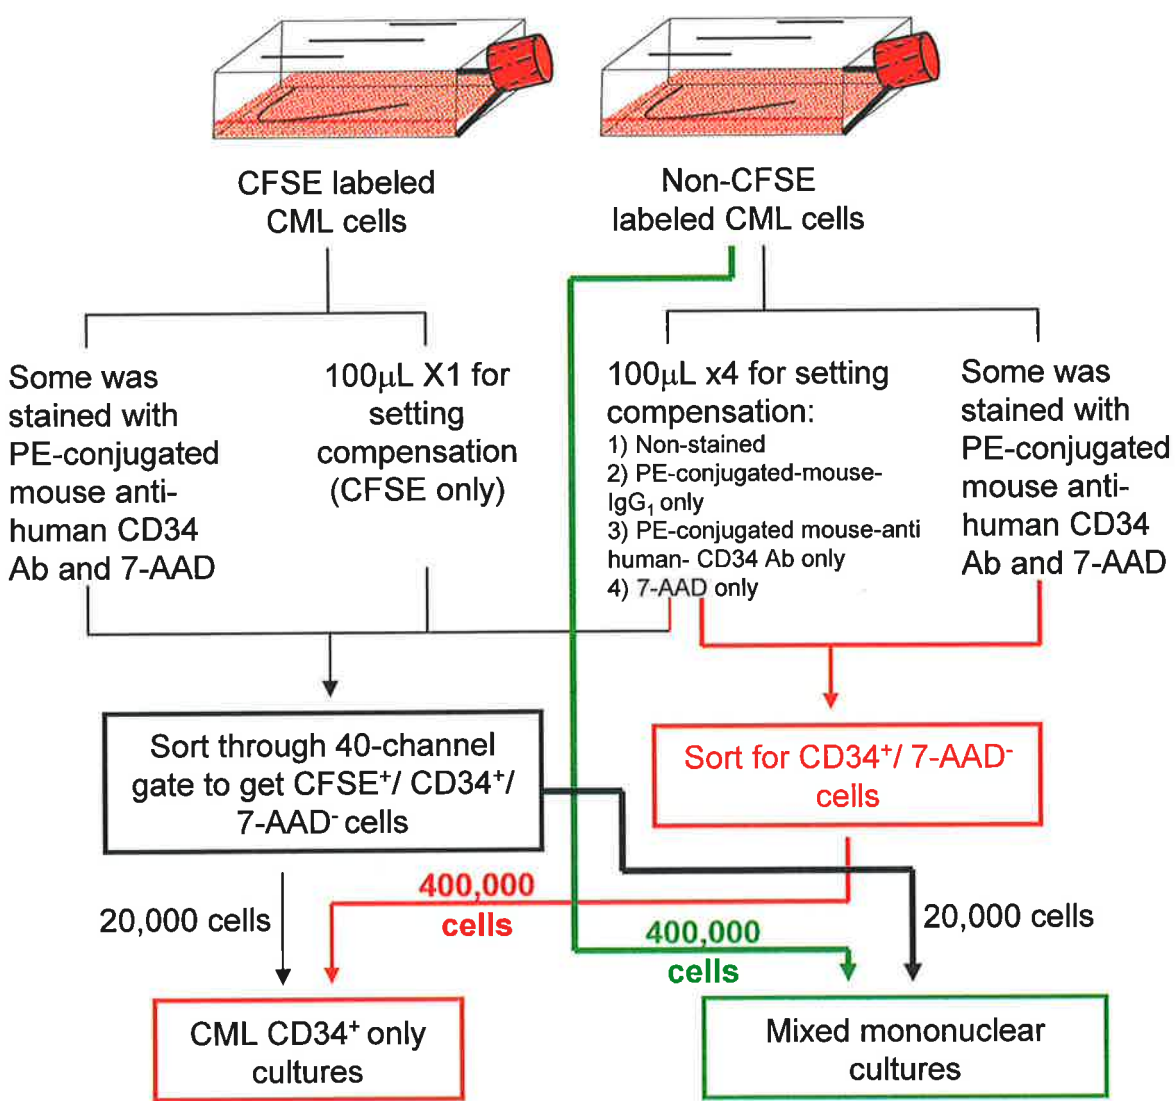 CFSE labeled
CML cells
Non-CFSE
labeled CML cells
Some was
stained with
PE-conjugated
mouse anti-
human CD34
Ab and 7-AAD
100μL X1 for
setting
compensation
(CFSE only)
100μL x4 for setting
compensation:
1) Non-stained
2) PE-conjugated-mouse-
IgG₁ only
3) PE-conjugated mouse-anti
human- CD34 Ab only
4) 7-AAD only
Some was
stained with
PE-conjugated
mouse anti-
human CD34
Ab and 7-AAD
Sort through 40-channel
gate to get CFSE⁺/ CD34⁺/
7-AAD⁻ cells
Sort for CD34⁺/ 7-AAD⁻
cells
20,000 cells
400,000
cells
400,000
cells
20,000 cells
CML CD34⁺ only
cultures
Mixed mononuclear
cultures